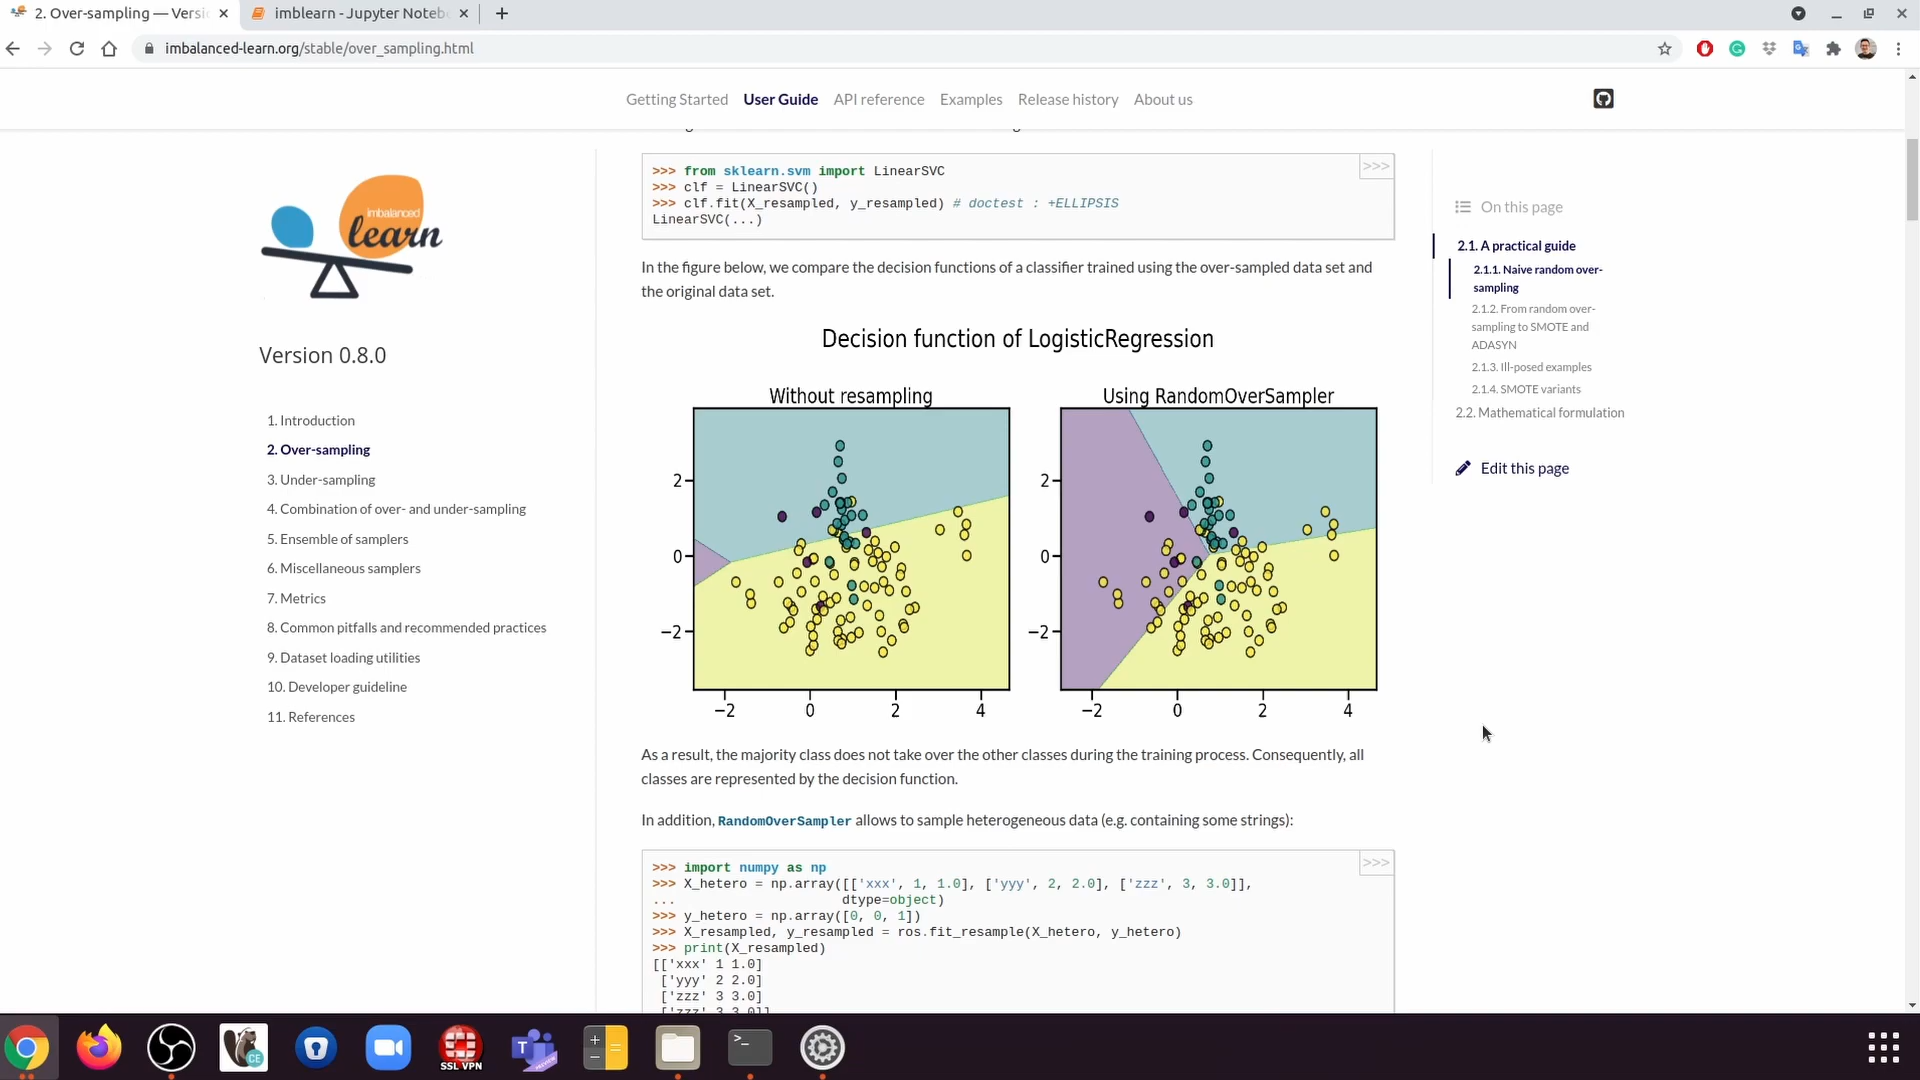 2. Over-sampling — Versi
imblearn - Jupyter Noteb
imbalanced-learn.org/stable/over_sampling.html
Getting Started User Guide API reference Examples Release history About us
imbalanced
learn
Version 0.8.0
1. Introduction
2. Over-sampling
3. Under-sampling
4. Combination of over- and under-sampling
5. Ensemble of samplers
6. Miscellaneous samplers
7. Metrics
8. Common pitfalls and recommended practices
9. Dataset loading utilities
10. Developer guideline
11. References
>>>
>>> from sklearn.svm import LinearSVC
>>> clf = LinearSVC()
>>> clf.fit(X_resampled, y_resampled) # doctest : +ELLIPSIS
LinearSVC(...)
In the figure below, we compare the decision functions of a classifier trained using the over-sampled data set and
the original data set.
Decision function of LogisticRegression
Without resampling
2
0
−2
−2 0 2 4
Using RandomOverSampler
2
0
−2
−2 0 2 4
As a result, the majority class does not take over the other classes during the training process. Consequently, all
classes are represented by the decision function.
In addition, RandomOverSampler allows to sample heterogeneous data (e.g. containing some strings):
>>>
>>> import numpy as np
>>> X_hetero = np.array([['xxx', 1, 1.0], ['yyy', 2, 2.0], ['zzz', 3, 3.0]],
... dtype=object)
>>> y_hetero = np.array([0, 0, 1])
>>> X_resampled, y_resampled = ros.fit_resample(X_hetero, y_hetero)
>>> print(X_resampled)
[['xxx' 1 1.0]
['yyy' 2 2.0]
['zzz' 3 3.0]
['zzz' 3 3.0]]
On this page
2.1. A practical guide
2.1.1. Naive random over-
sampling
2.1.2. From random over-
sampling to SMOTE and
ADASYN
2.1.3. Ill-posed examples
2.1.4. SMOTE variants
2.2. Mathematical formulation
Edit this page
CE
SSL VPN
T
PREVIEW
>_